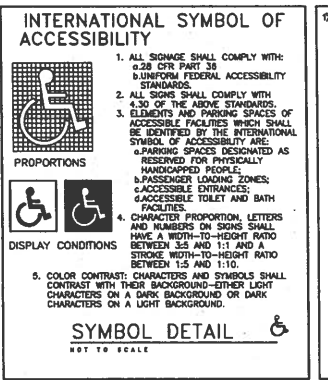 INTERNATIONAL SYMBOL OF
ACCESSIBILITY
1. ALL SIGNAGE SHALL COMPLY WITH:
a.28 CFR PART 36
b.UNIFORM FEDERAL ACCESSIBILITY
STANDARDS.
2. ALL SIGNS SHALL COMPLY WITH
4.30 OF THE ABOVE STANDARDS.
3. ELEMENTS AND PARKING SPACES OF
ACCESSIBLE FACILITIES WHICH SHALL
BE IDENTIFIED BY THE INTERNATIONAL
SYMBOL OF ACCESSIBILITY ARE:
a.PARKING SPACES DESIGNATED AS
RESERVED FOR PHYSICALLY
HANDICAPPED PEOPLE;
b.PASSENGER LOADING ZONES;
c.ACCESSIBLE ENTRANCES;
d.ACCESSIBLE TOILET AND BATH
FACILITIES.
PROPORTIONS
4. CHARACTER PROPORTION, LETTERS
AND NUMBERS ON SIGNS SHALL
HAVE A WIDTH-TO-HEIGHT RATIO
BETWEEN 3:5 AND 1:1 AND A
STROKE WIDTH-TO-HEIGHT RATIO
BETWEEN 1:5 AND 1:10.
DISPLAY CONDITIONS
5. COLOR CONTRAST: CHARACTERS AND SYMBOLS SHALL
CONTRAST WITH THEIR BACKGROUND-EITHER LIGHT
CHARACTERS ON A DARK BACKGROUND OR DARK
CHARACTERS ON A LIGHT BACKGROUND.
SYMBOL DETAIL
NOT TO SCALE